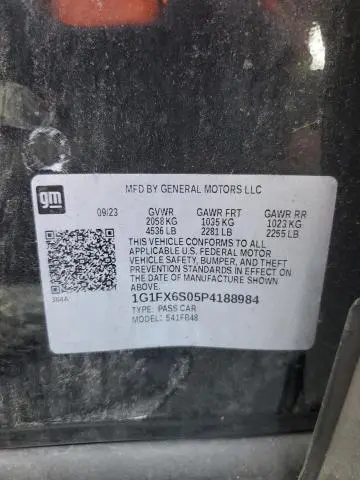 MFD BY GENERAL MOTORS LLC
gm
09/23 GVWR GAWR FRT GAWR RR
2058 KG 1035 KG 1023 KG
4536 LB 2281 LB 2255 LB
THIS VEHICLE CONFORMS TO ALL
APPLICABLE U.S. FEDERAL MOTOR
VEHICLE SAFETY, BUMPER, AND THEFT
PREVENTION STANDARDS IN EFFECT ON
THE DATE OF MANUFACTURE SHOWN
ABOVE.
384A
1G1FX6S05P4188984
TYPE: PASS CAR
MODEL: 541FB48